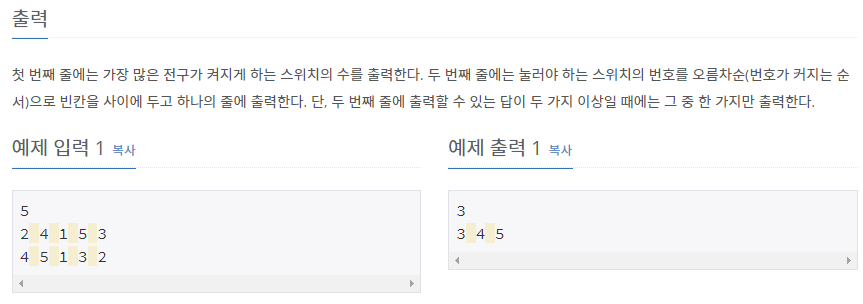 출력
첫 번째 줄에는 가장 많은 전구가 켜지게 하는 스위치의 수를 출력한다. 두 번째 줄에는 눌러야 하는 스위치의 번호를 오름차순(번호가 커지는 순
서)으로 빈칸을 사이에 두고 하나의 줄에 출력한다. 단, 두 번째 줄에 출력할 수 있는 답이 두 가지 이상일 때에는 그 중 한 가지만 출력한다.
예제 입력 1 복사
5
2 4 1 5 3
4 5 1 3 2
예제 출력 1 복사
3
3 4 5